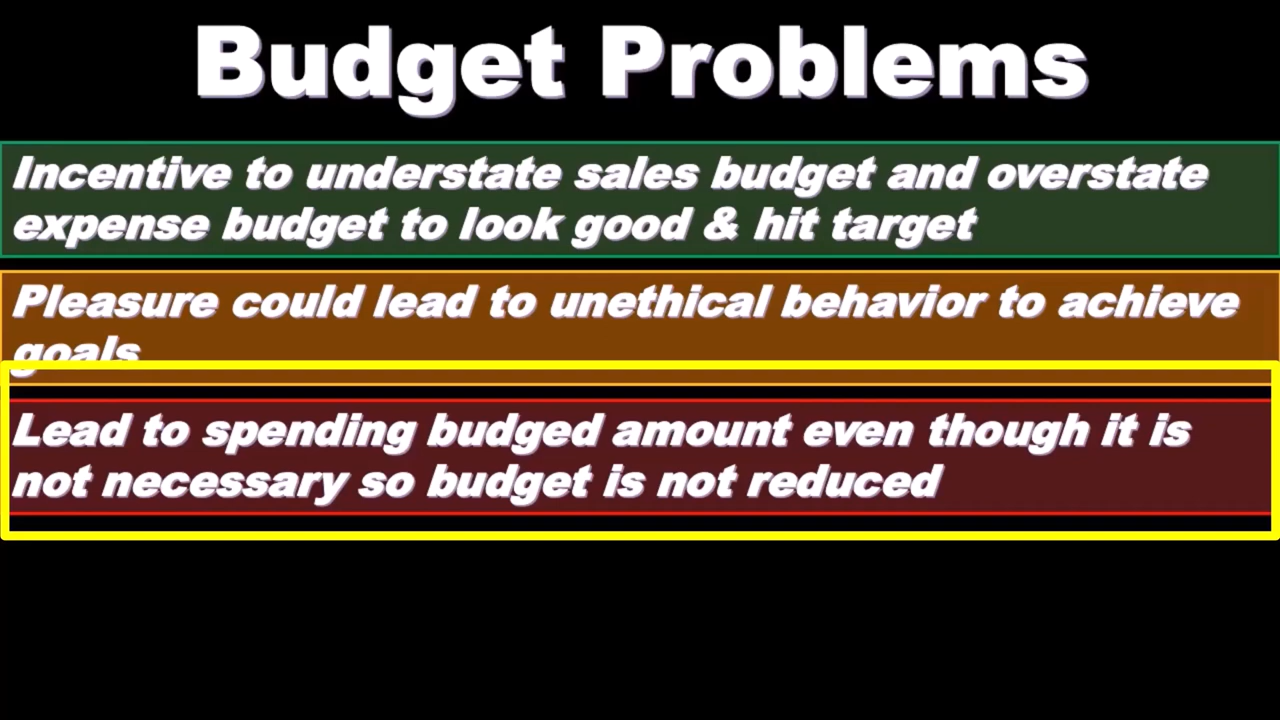 Budget Problems
Incentive to understate sales budget and overstate
expense budget to look good & hit target
Pleasure could lead to unethical behavior to achieve
goals
Lead to spending budged amount even though it is
not necessary so budget is not reduced